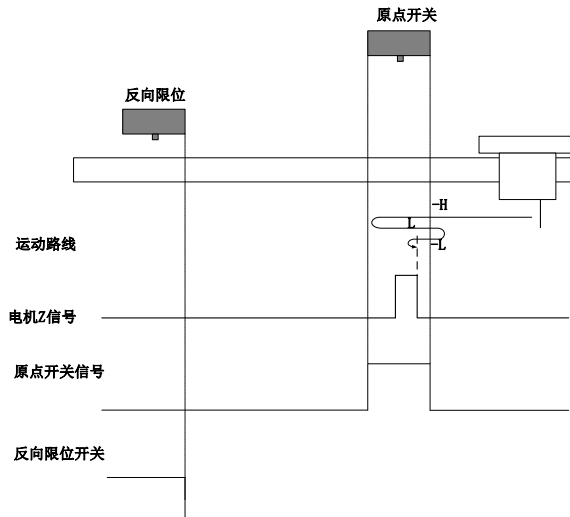 原点开关
反向限位
-H
L
运动路线
-L
电机Z信号
原点开关信号
反向限位开关